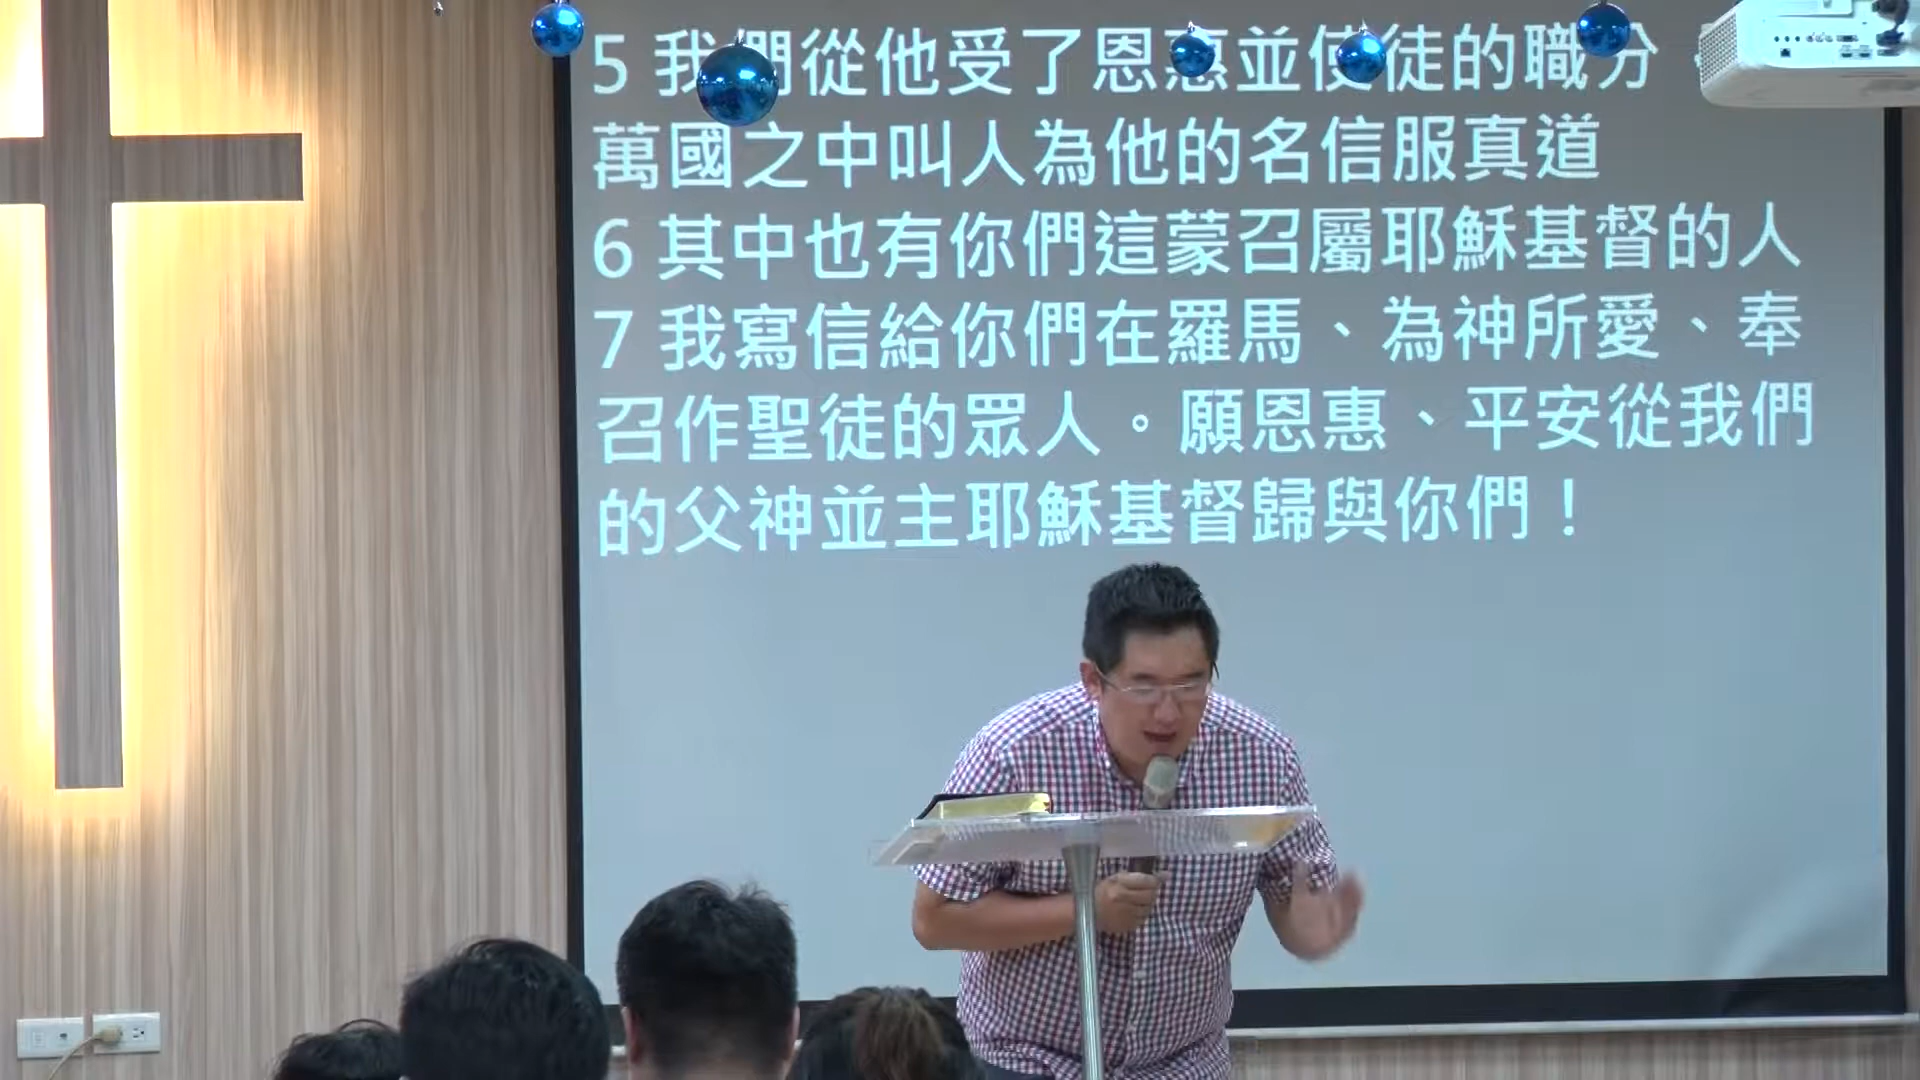 5 我們從他受了恩惠並使徒的職分，
萬國之中叫人為他的名信服真道
6 其中也有你們這蒙召屬耶穌基督的人
7 我寫信給你們在羅馬、為神所愛、奉
召作聖徒的眾人。願恩惠、平安從我們
的父神並主耶穌基督歸與你們！